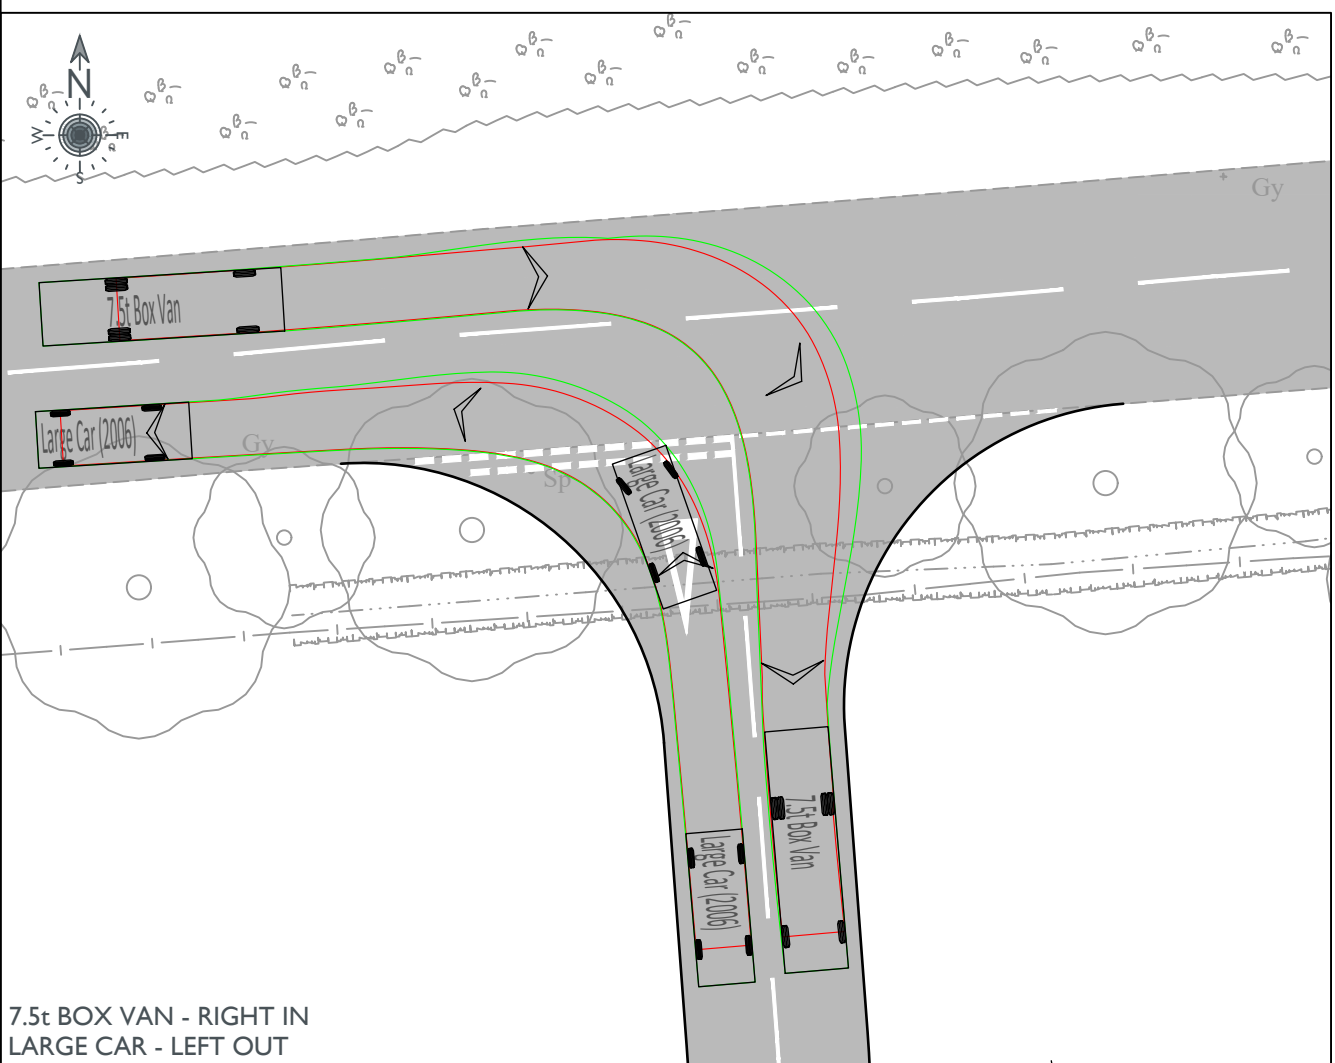 N
W
E
S
Gy
7.5t Box Van
Large Car (2006)
Gy
Sp
Large Car (2006)
7.5t Box Van
Large Car (2006)
7.5t BOX VAN - RIGHT IN
LARGE CAR - LEFT OUT